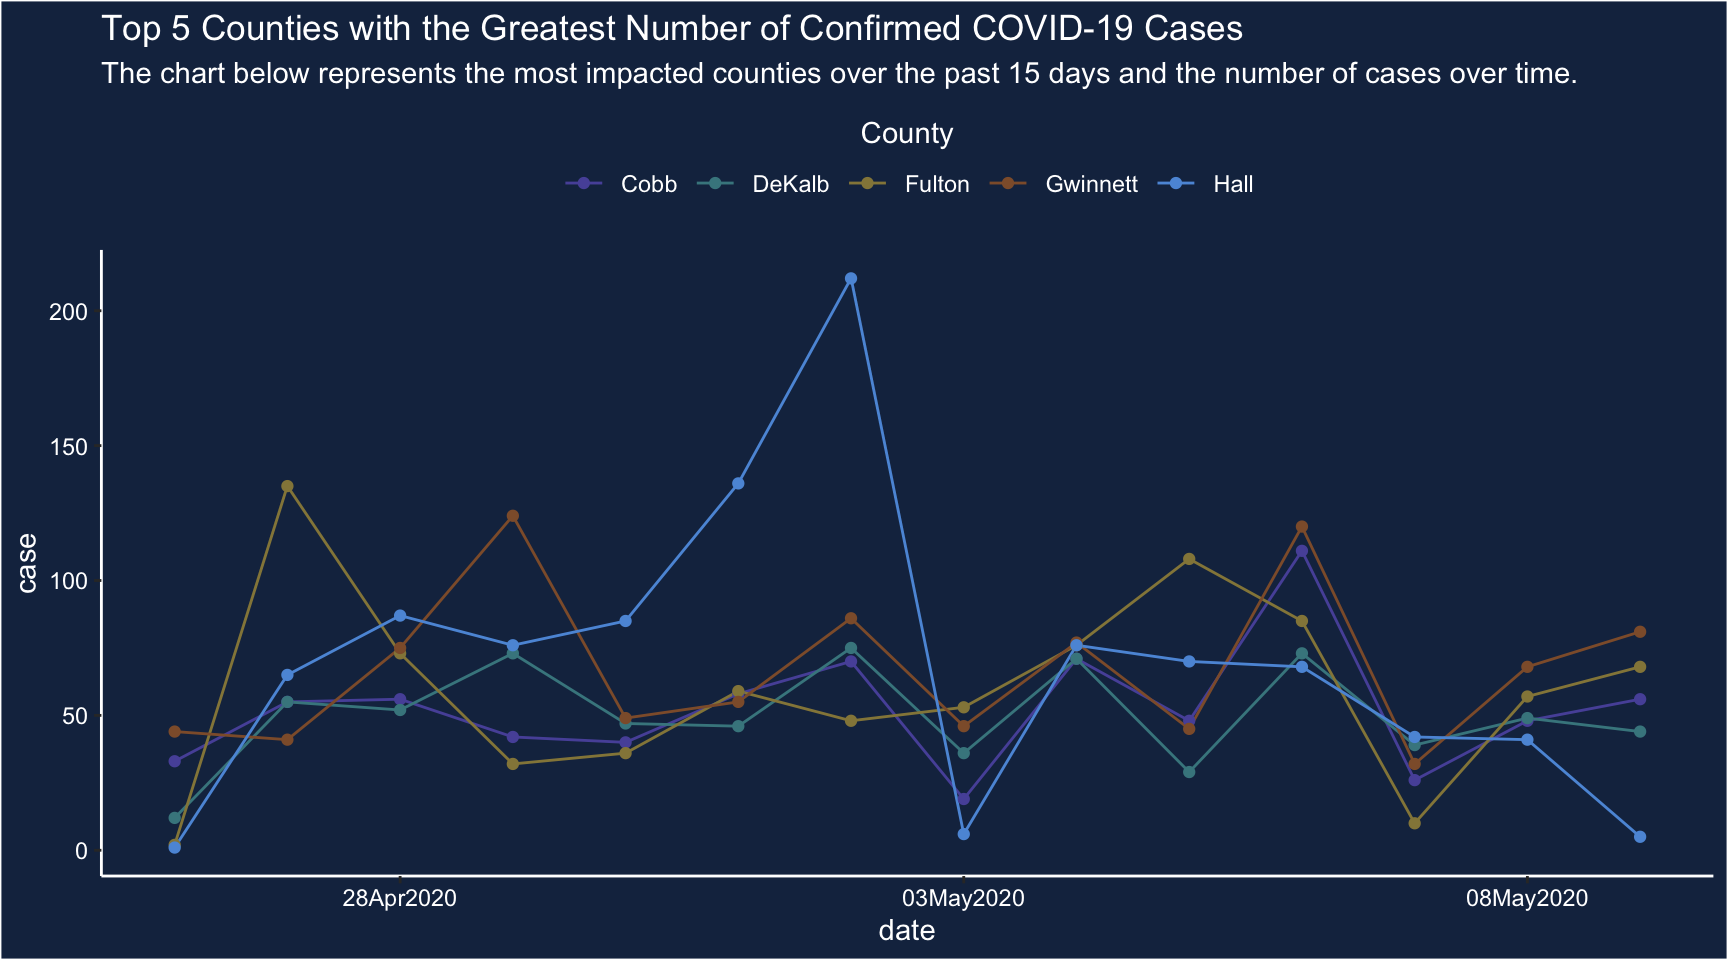 Top 5 Counties with the Greatest Number of Confirmed COVID-19 Cases
The chart below represents the most impacted counties over the past 15 days and the number of cases over time.
County
Cobb DeKalb Fulton Gwinnett Hall
200
150
100
50
0
case
28Apr2020 03May2020 08May2020
date